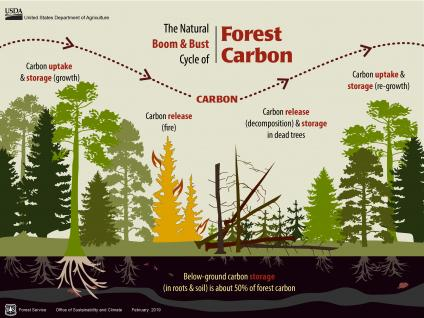 USDA
United States Department of Agriculture
The Natural
Boom & Bust
Cycle of
Forest
Carbon
Carbon uptake
& storage (growth)
CARBON
Carbon release
(fire)
Carbon release
(decomposition) & storage
in dead trees
Carbon uptake &
storage (re-growth)
Below-ground carbon storage
(in roots & soil) is about 50% of forest carbon
Forest Service Office of Sustainability and Climate February 2019